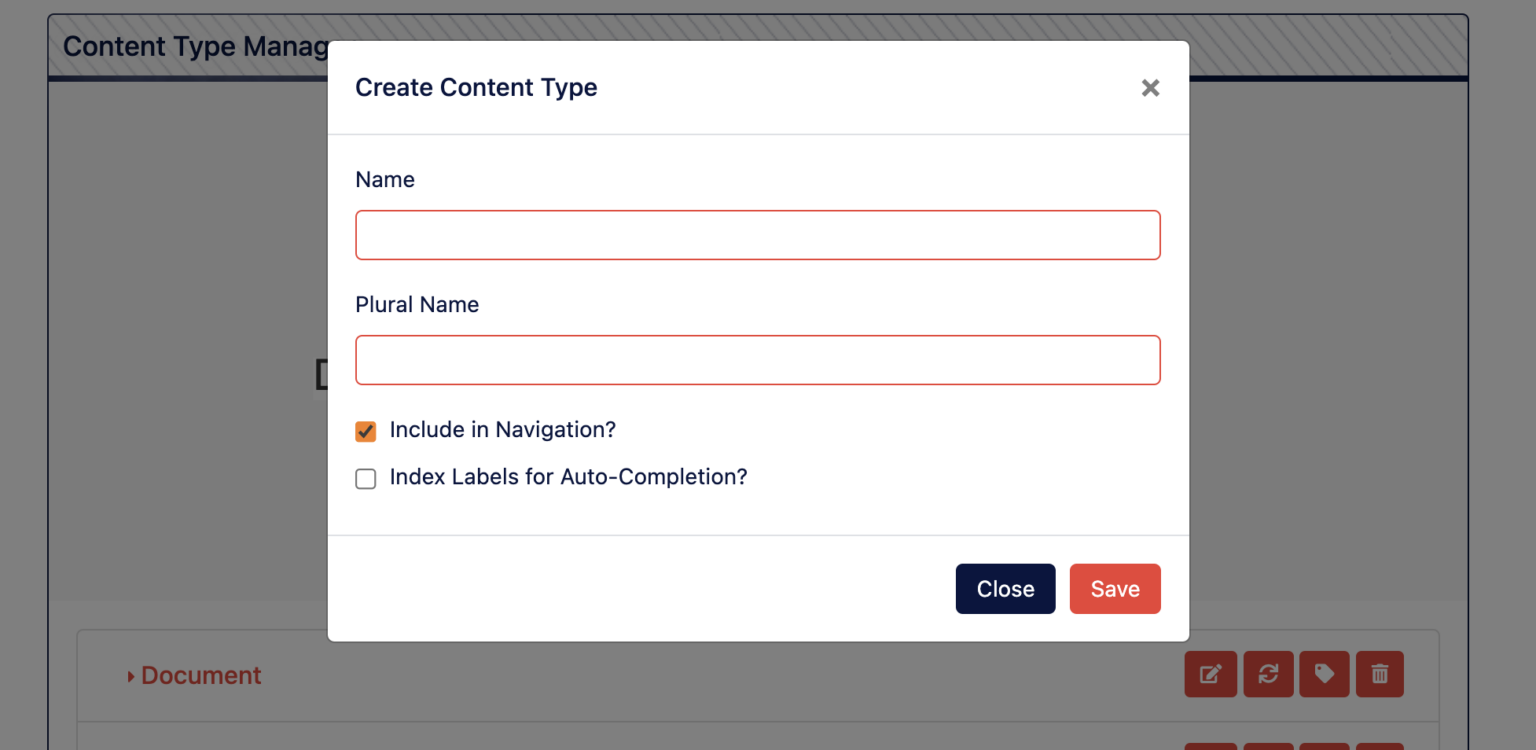 Content Type Manag
Create Content Type
Name
Plural Name
Include in Navigation?
Index Labels for Auto-Completion?
Close Save
Document